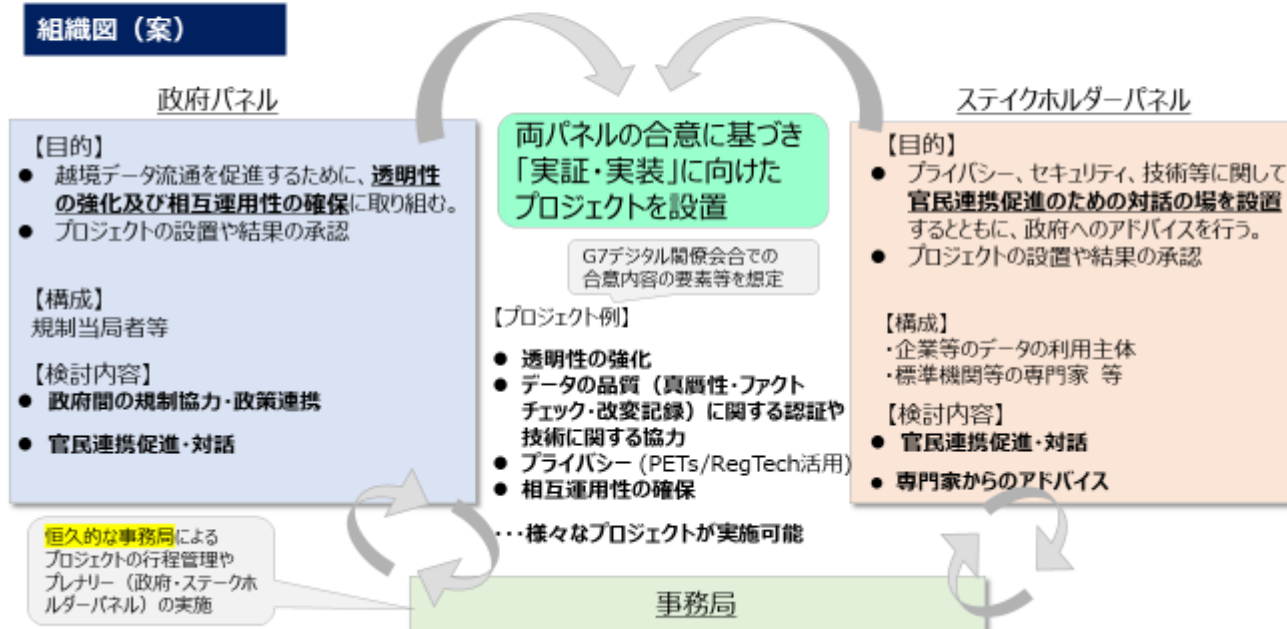 組織図（案）
政府パネル
【目的】
● 越境データ流通を促進するために、透明性
の強化及び相互運用性の確保に取り組む。
● プロジェクトの設置や結果の承認
【構成】
規制当局者等
【検討内容】
● 政府間の規制協力・政策連携
● 官民連携促進・対話
両パネルの合意に基づき
「実証・実装」に向けた
プロジェクトを設置
G7デジタル閣僚会合での
合意内容の要素等を想定
【プロジェクト例】
● 透明性の強化
● データの品質（真贋性・ファクト
チェック・改変記録）に関する認証や
技術に関する協力
● プライバシー (PETs/RegTech活用)
● 相互運用性の確保
･･･様々なプロジェクトが実施可能
ステイクホルダーパネル
【目的】
● プライバシー、セキュリティ、技術等に関して
官民連携促進のための対話の場を設置
するとともに、政府へのアドバイスを行う。
● プロジェクトの設置や結果の承認
【構成】
・企業等のデータの利用主体
・標準機関等の専門家 等
【検討内容】
● 官民連携促進・対話
● 専門家からのアドバイス
恒久的な事務局による
プロジェクトの行程管理や
プレナリー（政府・ステークホ
ルダーパネル）の実施
事務局